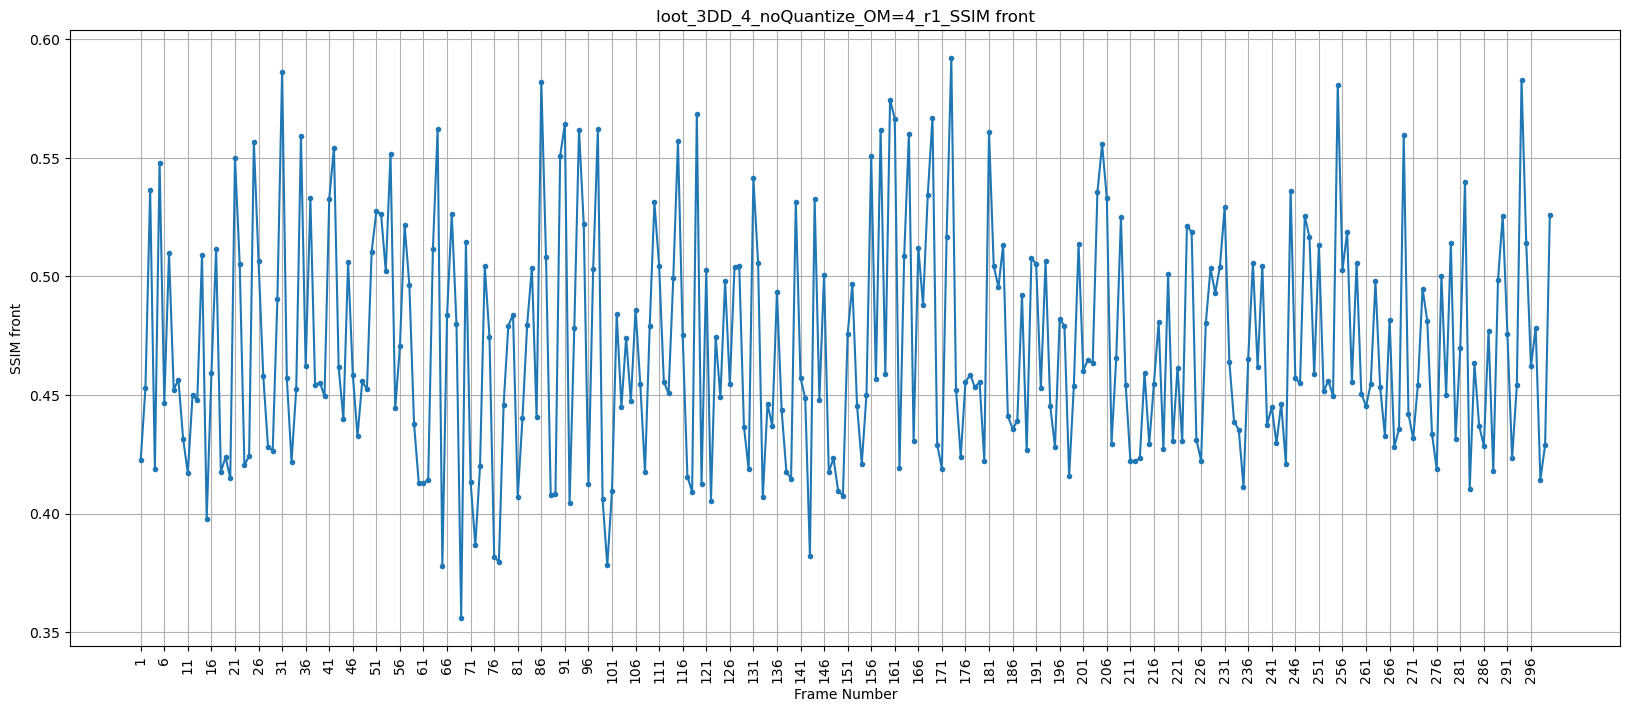 loot_3DD_4_noQuantize_OM=4_r1_SSIM front
SSIM front
0.60
0.55
0.50
0.45
0.40
0.35
1 6 11 16 21 26 31 36 41 46 51 56 61 66 71 76 81 86 91 96 101 106 111 116 121 126 131 136 141 146 151 156 161 166 171 176 181 186 191 196 201 206 211 216 221 226 231 236 241 246 251 256 261 266 271 276 281 286 291 296
Frame Number